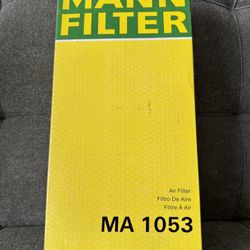 MANN
FILTER
Air Filter
Filtro De Aire
Filtre À Air
MA 1053